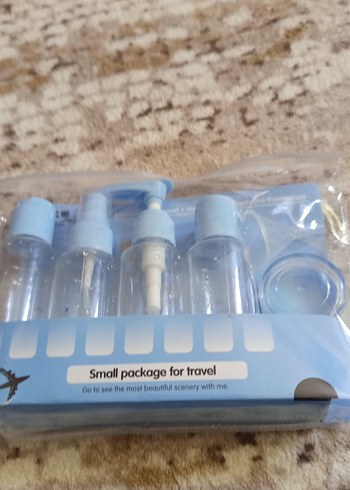 Small package for travel
Go to see the most beautiful scenery with me.